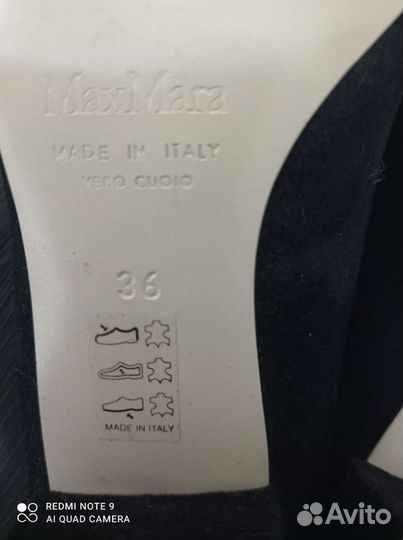 MaxMara
MADE IN ITALY
VERO CUOIO
36
MADE IN ITALY
REDMI NOTE 9
AI QUAD CAMERA
Avito